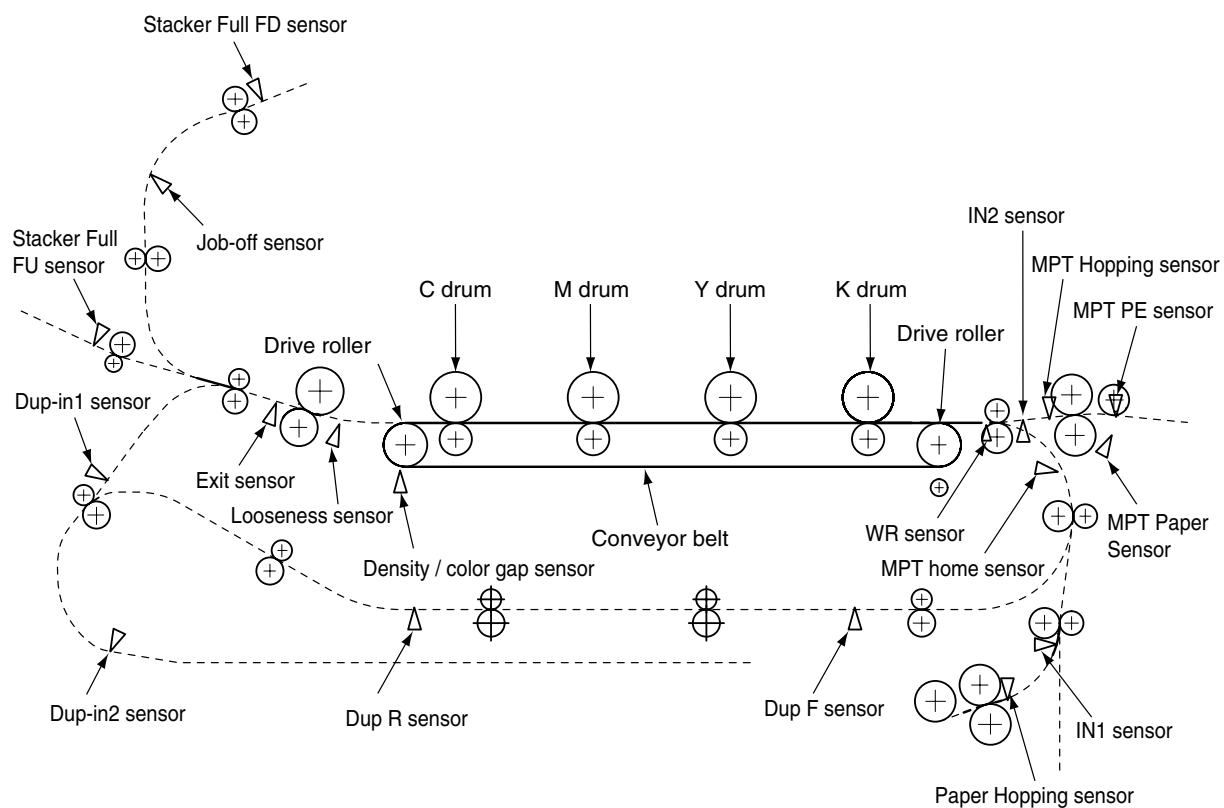 Stacker Full FD sensor
Job-off sensor
Stacker Full
FU sensor
IN2 sensor
MPT Hopping sensor
MPT PE sensor
C drum
M drum
Y drum
K drum
Drive roller
Drive roller
Dup-in1 sensor
Exit sensor
Looseness sensor
Density / color gap sensor
Conveyor belt
WR sensor
MPT home sensor
MPT Paper
Sensor
Dup-in2 sensor
Dup R sensor
Dup F sensor
IN1 sensor
Paper Hopping sensor